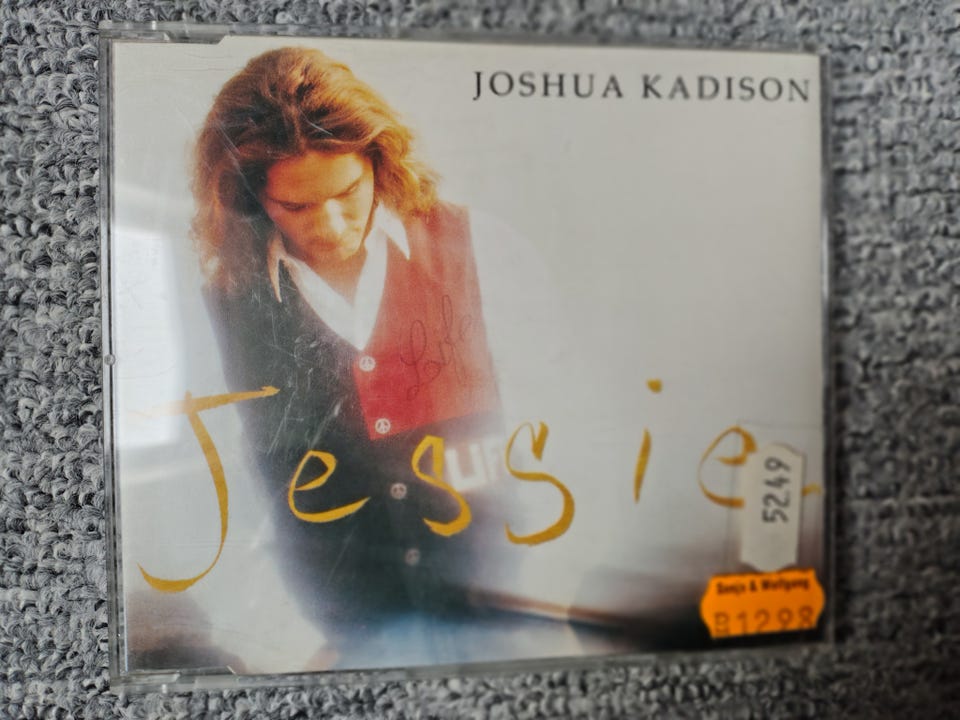 JOSHUA KADISON
Life
Jessie
5249
Sonja & Wolfgang
B1298